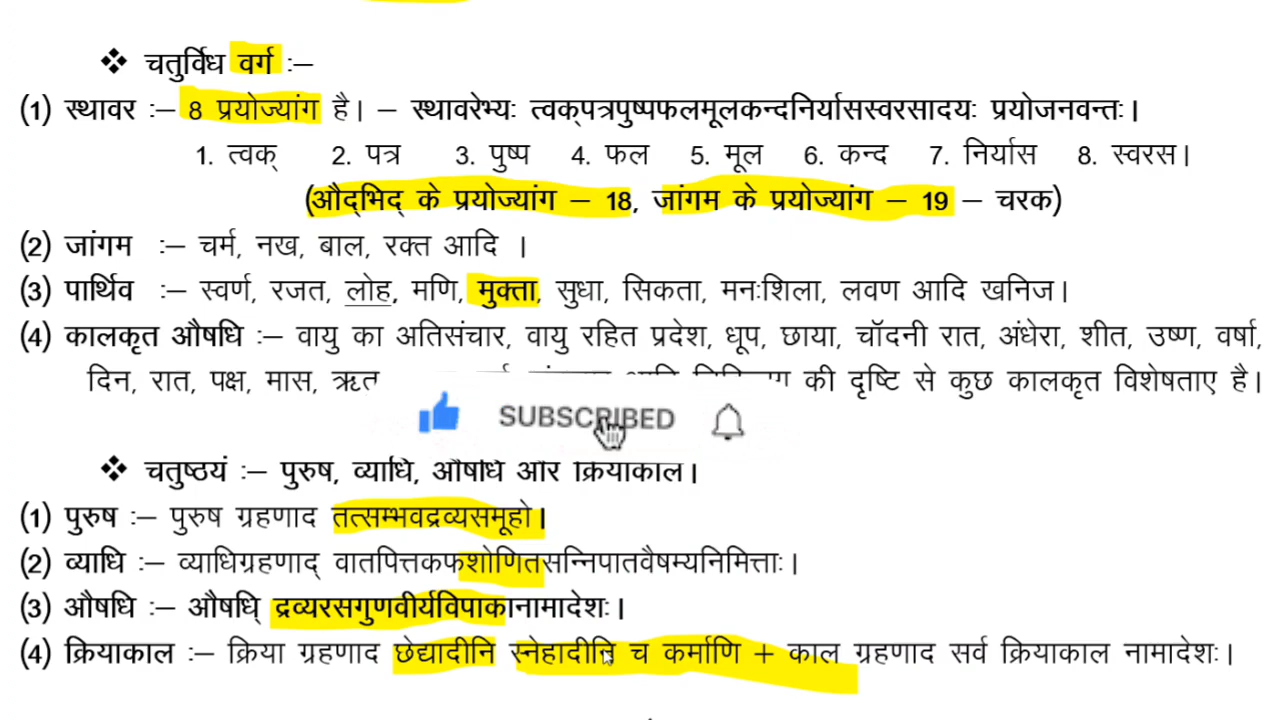 ❖ चतुर्विध वर्ग :–
(1) स्थावर :– 8 प्रयोज्यांग है। – स्थावरेभ्यः त्वक्पत्रपुष्पफलमूलकन्दनिर्यासस्वरसादयः प्रयोजनवन्तः।
1. त्वक् 2. पत्र 3. पुष्प 4. फल 5. मूल 6. कन्द 7. निर्यास 8. स्वरस।
(औद्भिद् के प्रयोज्यांग – 18, जांगम के प्रयोज्यांग – 19 – चरक)
(2) जांगम :– चर्म, नख, बाल, रक्त आदि ।
(3) पार्थिव :– स्वर्ण, रजत, लोह, मणि, मुक्ता, सुधा, सिकता, मनःशिला, लवण आदि खनिज।
(4) कालकृत औषधि :– वायु का अतिसंचार, वायु रहित प्रदेश, धूप, छाया, चॉदनी रात, अंधेरा, शीत, उष्ण, वर्षा,
दिन, रात, पक्ष, मास, की दृष्टि से कुछ कालकृत विशेषताए है।
SUBSCRIBED
❖ चतुष्ठयं :– पुरुष, व्याधि, औषधि और क्रियाकाल।
(1) पुरुष :– पुरुष ग्रहणाद तत्सम्भवद्रव्यसमूहो।
(2) व्याधि :– व्याधिग्रहणाद् वातपित्तकफशोणितसन्निपातवैषम्यनिमित्ताः।
(3) औषधि :– औषधि् द्रव्यरसगुणवीर्यविपाकानामादेशः।
(4) क्रियाकाल :– क्रिया ग्रहणाद छेद्यादीनि स्नेहादीनि च कर्माणि + काल ग्रहणाद सर्व क्रियाकाल नामादेशः।